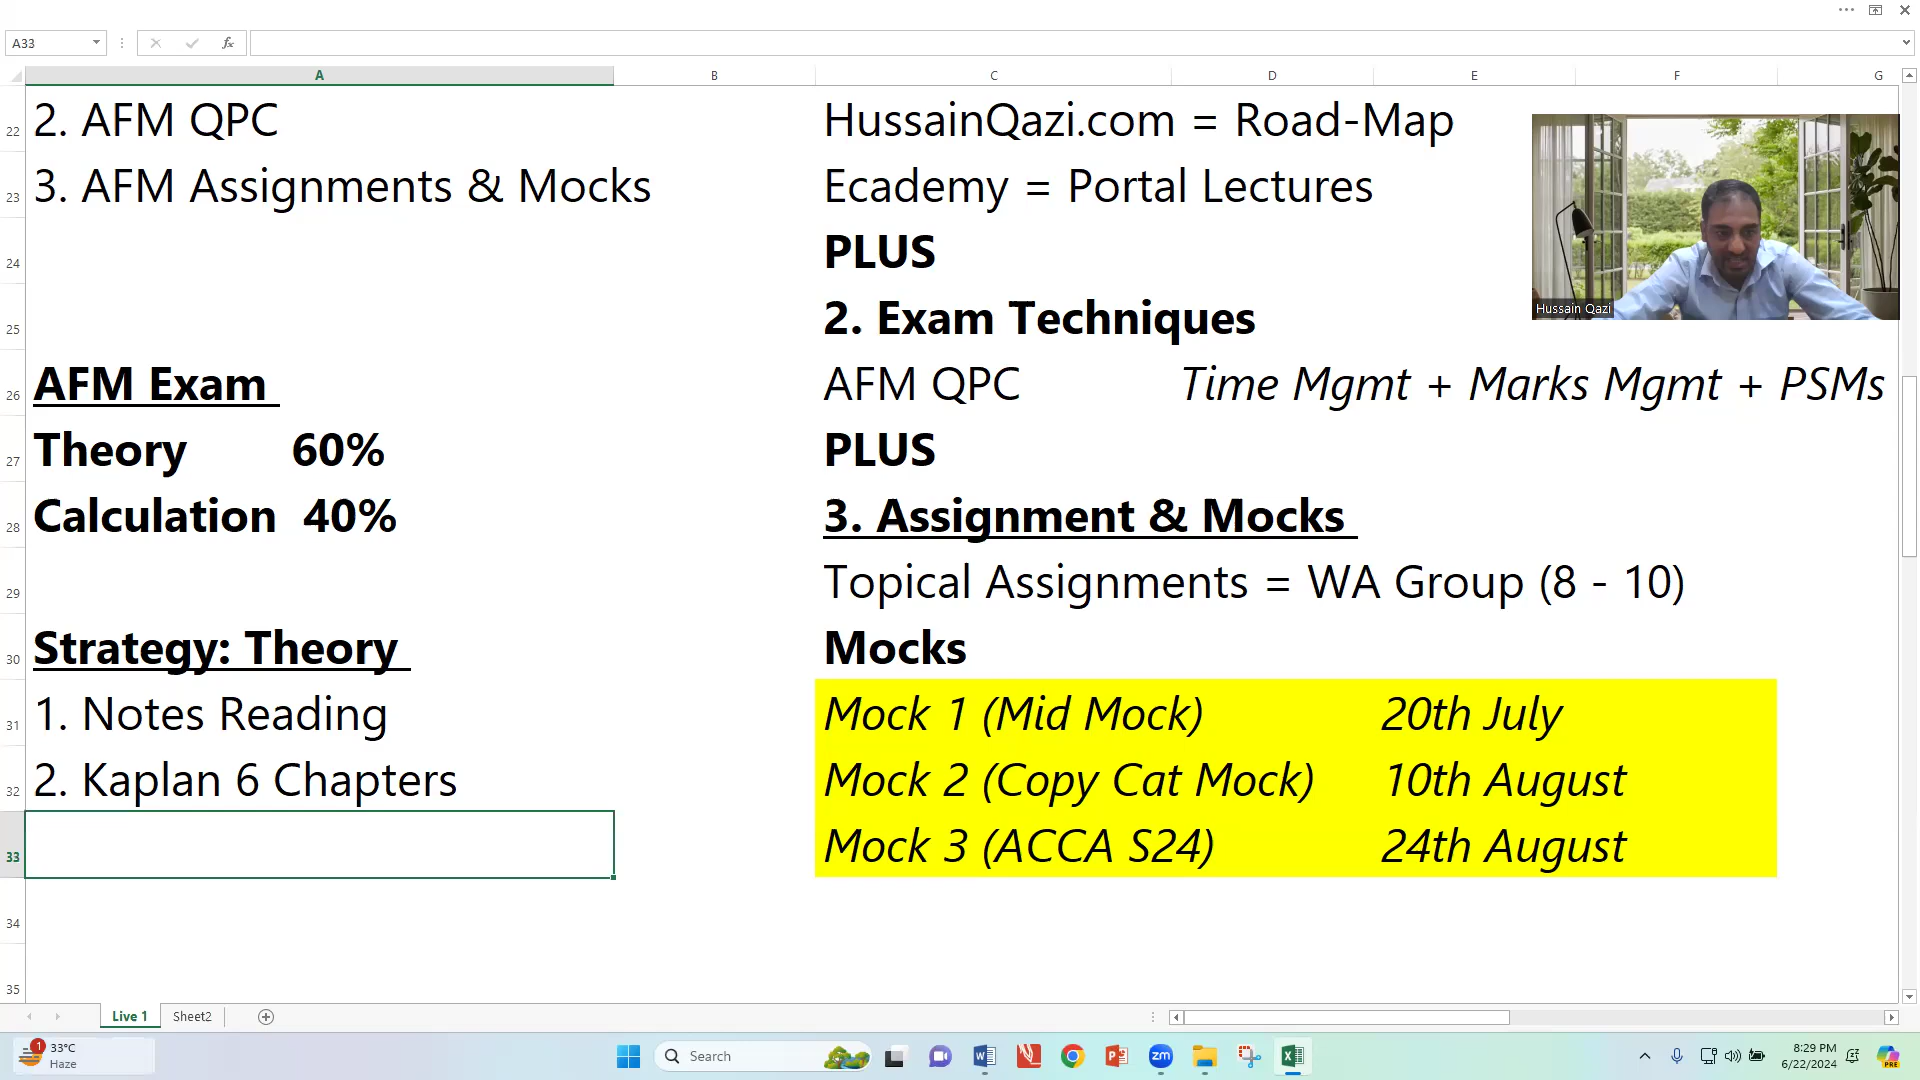 A33
fx
A B C D E F G
22 2. AFM QPC HussainQazi.com = Road-Map
23 3. AFM Assignments & Mocks Ecademy = Portal Lectures
24 PLUS
25 2. Exam Techniques
Hussain Qazi
26 AFM Exam AFM QPC Time Mgmt + Marks Mgmt + PSMs
27 Theory 60% PLUS
28 Calculation 40% 3. Assignment & Mocks
29 Topical Assignments = WA Group (8 - 10)
30 Strategy: Theory Mocks
31 1. Notes Reading Mock 1 (Mid Mock) 20th July
32 2. Kaplan 6 Chapters Mock 2 (Copy Cat Mock) 10th August
33 Mock 3 (ACCA S24) 24th August
34
35
Live 1 Sheet2
1 33°C
Haze
Search
zm
8:29 PM
6/22/2024
PRE